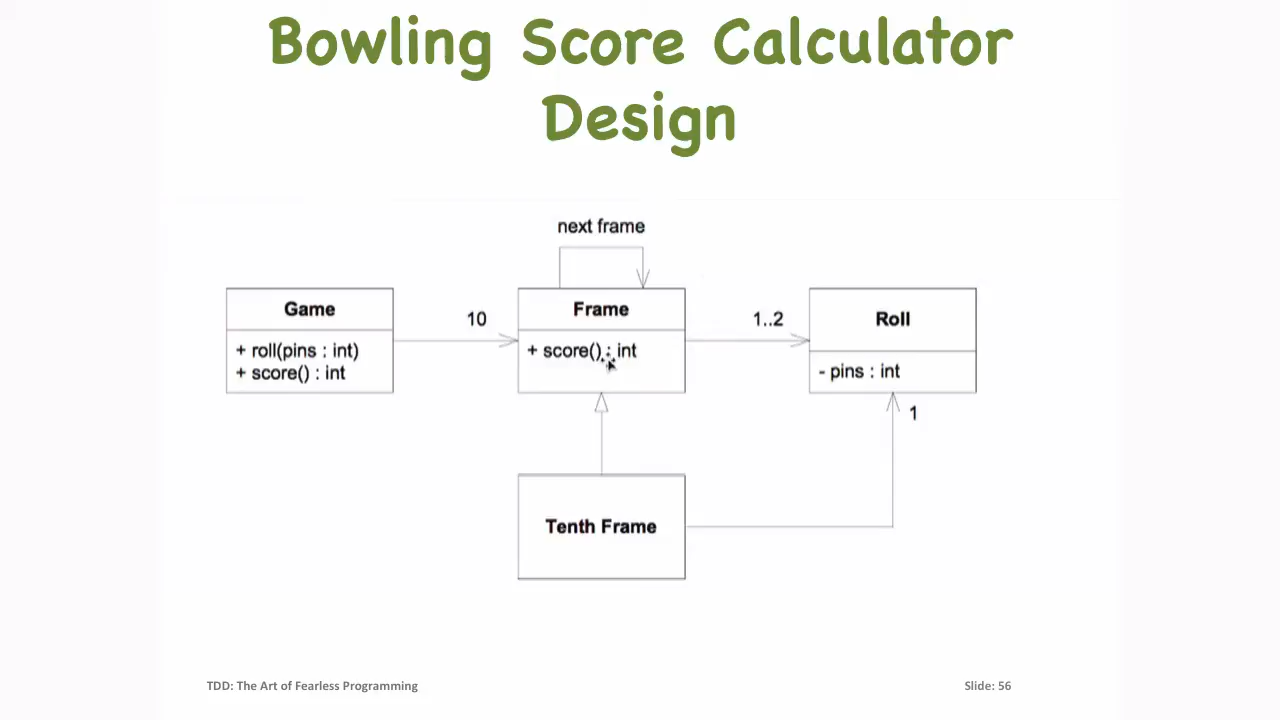 Bowling Score Calculator
Design
next frame
Game
+ roll(pins : int)
+ score() : int
10
Frame
+ score() : int
1..2
Roll
- pins : int
1
Tenth Frame
TDD: The Art of Fearless Programming
Slide: 56